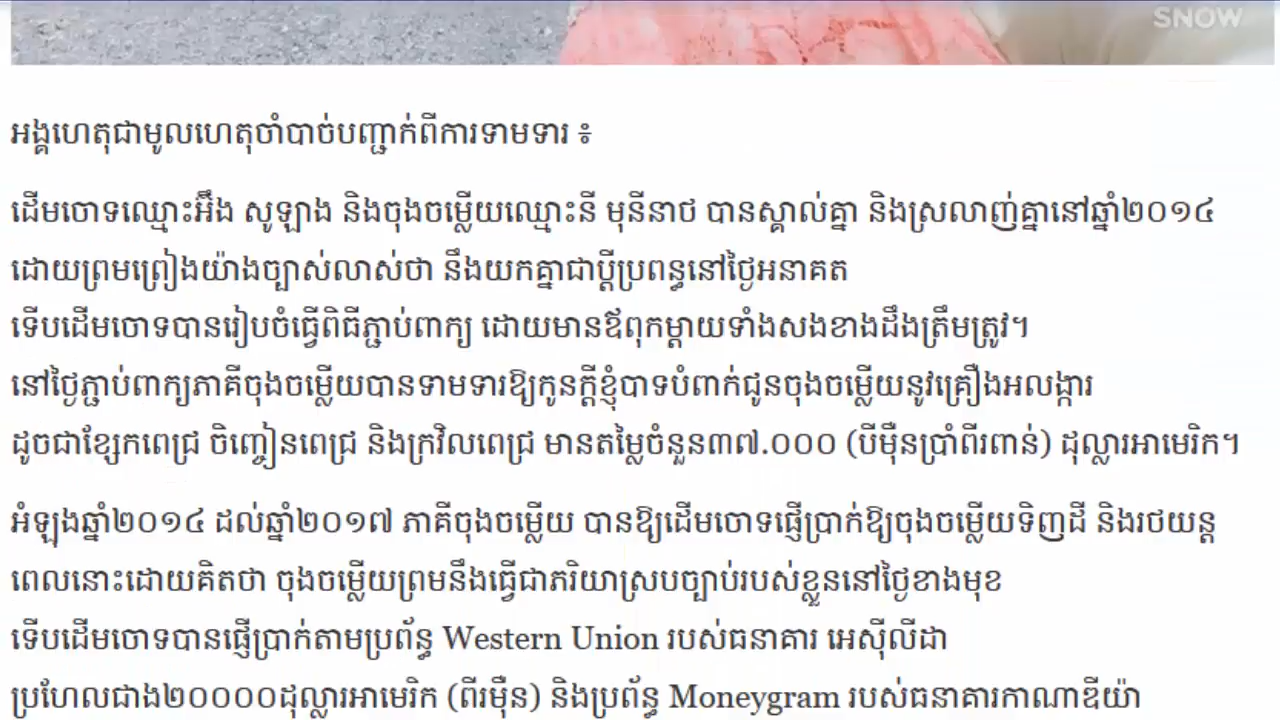 SNOW
អង្គហេតុជាមូលហេតុចាំបាច់បញ្ជាក់ពីការទាមទារ ៖
ដើមចោទឈ្មោះអ៊ឹង សូឡាង និងចុងចម្លើយឈ្មោះនី មុនីនាថ បានស្គាល់គ្នា និងស្រលាញ់គ្នានៅឆ្នាំ២០១៤
ដោយព្រមព្រៀងយ៉ាងច្បាស់លាស់ថា នឹងយកគ្នាជាប្តីប្រពន្ធនៅថ្ងៃអនាគត
ទើបដើមចោទបានរៀបចំធ្វើពិធីភ្ជាប់ពាក្យ ដោយមានឪពុកម្តាយទាំងសងខាងដឹងត្រឹមត្រូវ។
នៅថ្ងៃភ្ជាប់ពាក្យភាគីចុងចម្លើយបានទាមទារឱ្យកូនក្តីខ្ញុំបាទបំពាក់ជូនចុងចម្លើយនូវគ្រឿងអលង្ការ
ដូចជាខ្សែកពេជ្រ ចិញ្ចៀនពេជ្រ និងក្រវិលពេជ្រ មានតម្លៃចំនួន៣៧.០០០ (បីម៉ឺនប្រាំពីរពាន់) ដុល្លារអាមេរិក។
អំឡុងឆ្នាំ២០១៤ ដល់ឆ្នាំ២០១៧ ភាគីចុងចម្លើយ បានឱ្យដើមចោទផ្ញើប្រាក់ឱ្យចុងចម្លើយទិញដី និងរថយន្ត
ពេលនោះដោយគិតថា ចុងចម្លើយព្រមនឹងធ្វើជាភរិយាស្របច្បាប់របស់ខ្លួននៅថ្ងៃខាងមុខ
ទើបដើមចោទបានផ្ញើប្រាក់តាមប្រព័ន្ធ Western Union របស់ធនាគារ អេស៊ីលីដា
ប្រហែលជាង២០០០០ដុល្លារអាមេរិក (ពីរម៉ឺន) និងប្រព័ន្ធ Moneygram របស់ធនាគារកាណាឌីយ៉ា